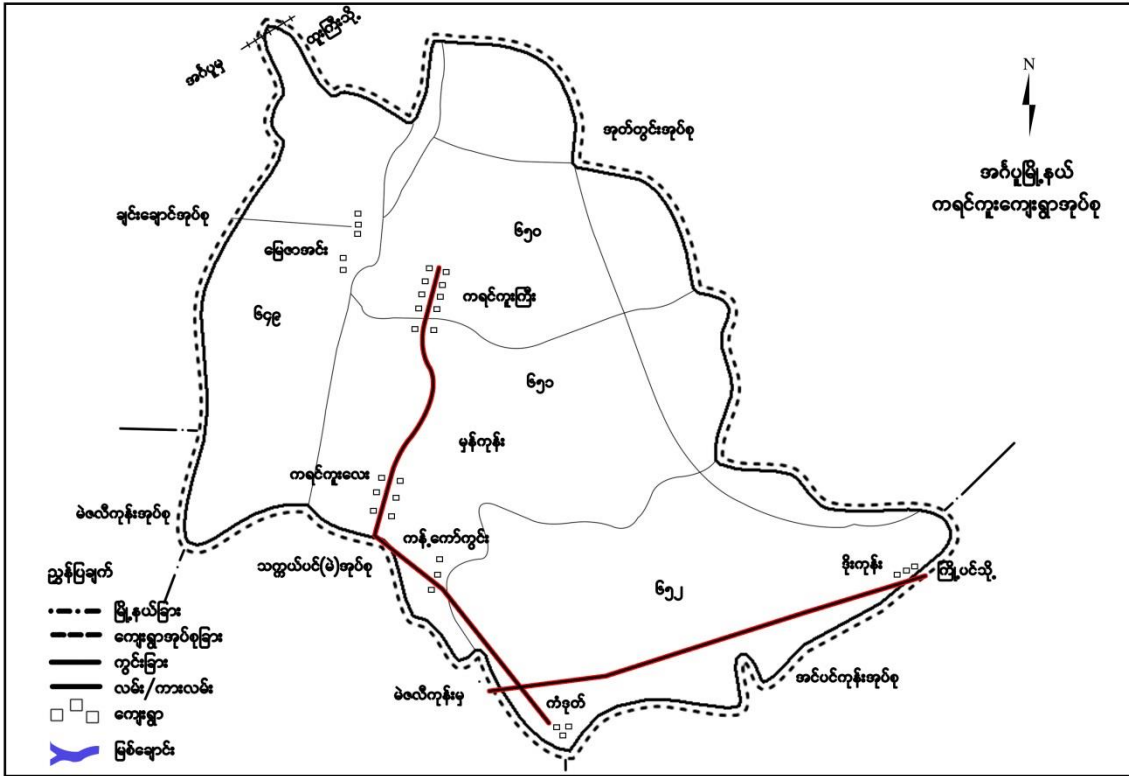 အင်္ဂပူမှ
ထူးကြီးသို့
N
အုတ်တွင်းအုပ်စု
အင်္ဂပူမြို့နယ်
ကရင်ကူးကျေးရွာအုပ်စု
ချင်းချောင်အုပ်စု
မြေဇာအင်း
၆၅၀
ကရင်ကူးကြီး
၆၄၉
၆၅၁
မှန်ကုန်း
ကရင်ကူးလေး
မဲဇလီကုန်းအုပ်စု
ကန့်ကော်ကွင်း
သတ္တယ်ပင်(မဲ)အုပ်စု
ဒိုးကုန်း
ကြို့ပင်သို့
၆၅၂
အင်ပင်ကုန်းအုပ်စု
မဲဇလီကုန်းမှ
ကံဒုတ်
ညွှန်ပြချက်
မြို့နယ်ခြား
ကျေးရွာအုပ်စုခြား
ကွင်းခြား
လမ်း/ကားလမ်း
ကျေးရွာ
မြစ်ချောင်း